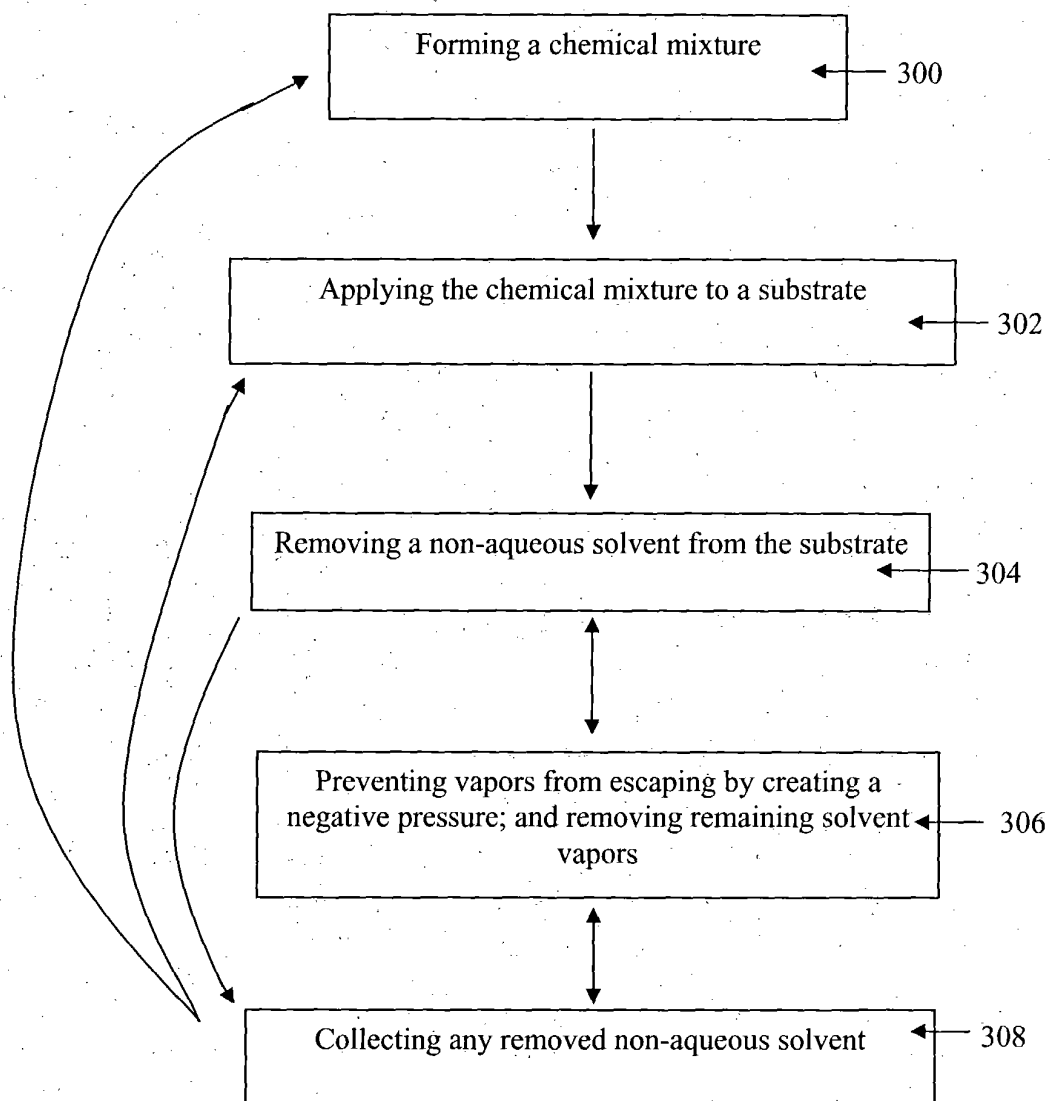 Forming a chemical mixture
300
Applying the chemical mixture to a substrate
302
Removing a non-aqueous solvent from the substrate
304
Preventing vapors from escaping by creating a
negative pressure; and removing remaining solvent
vapors
306
Collecting any removed non-aqueous solvent
308